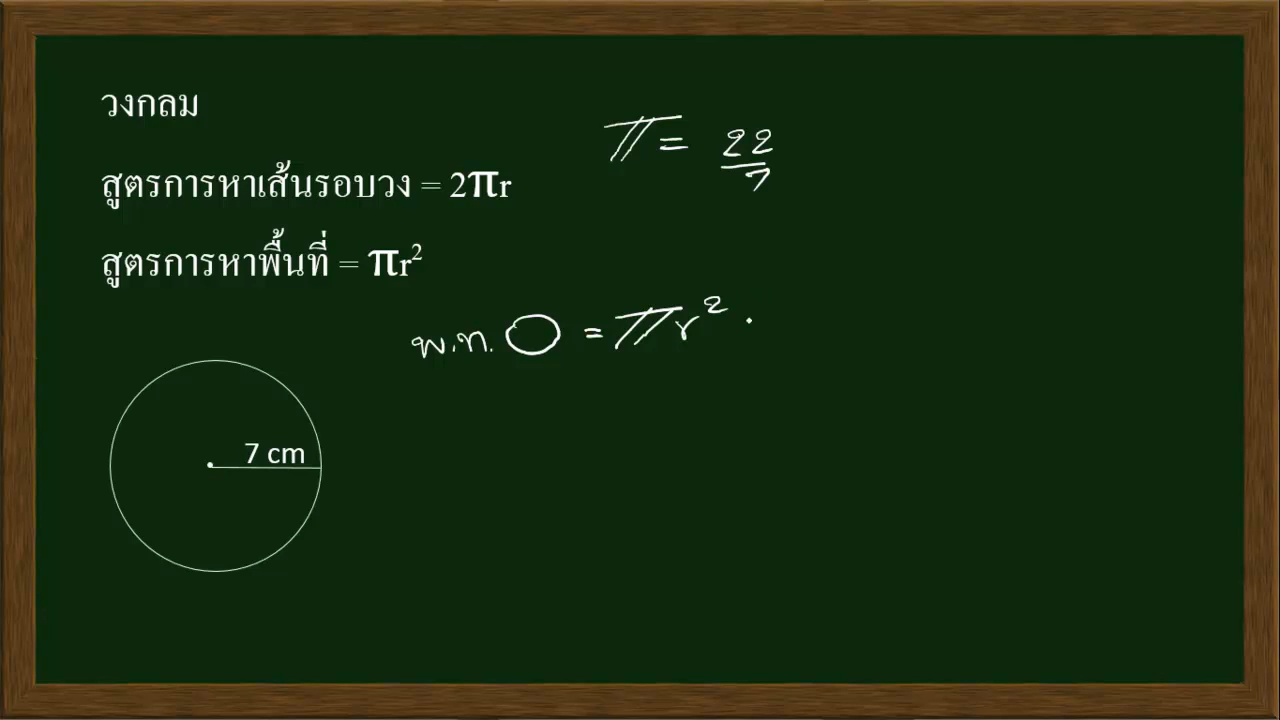 วงกลม
สูตรการหาเส้นรอบวง = 2πr
สูตรการหาพื้นที่ = πr²
π = 22/7
พ.ท. ○ = πr²
7 cm